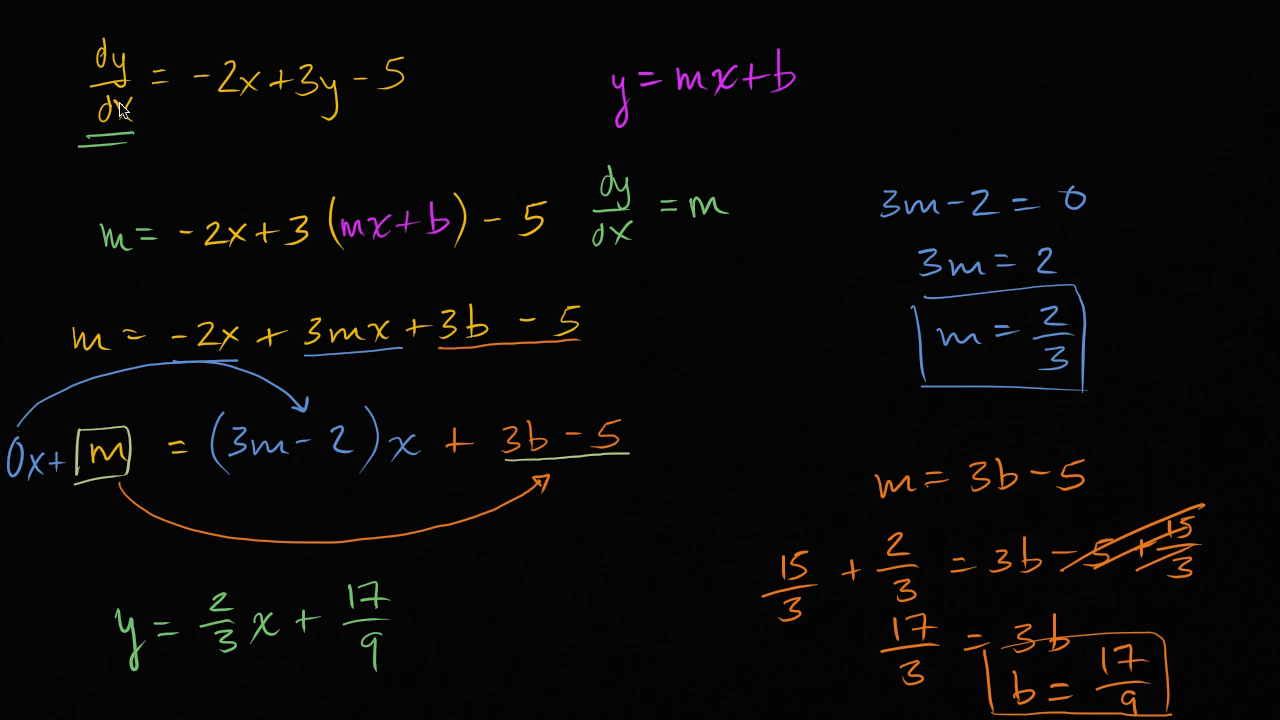 dy/dx = -2x + 3y - 5
y = mx + b
m = -2x + 3(mx + b) - 5
dy/dx = m
m = -2x + 3mx + 3b - 5
0x + m = (3m - 2)x + 3b - 5
y = 2/3 x + 17/9
3m - 2 = 0
3m = 2
m = 2/3
m = 3b - 5
15/3 + 2/3 = 3b - 5 + 15/3
17/3 = 3b
b = 17/9